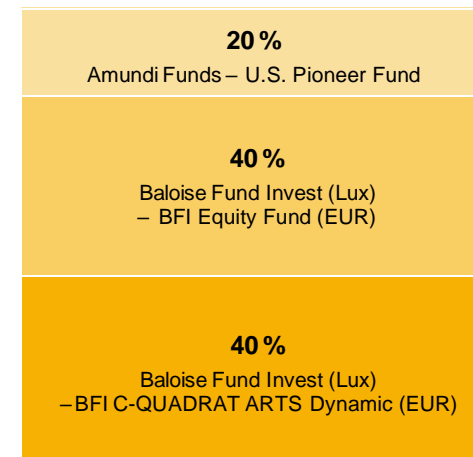 20 %
Amundi Funds – U.S. Pioneer Fund
40 %
Baloise Fund Invest (Lux)
– BFI Equity Fund (EUR)
40 %
Baloise Fund Invest (Lux)
– BFI C-QUADRAT ARTS Dynamic (EUR)